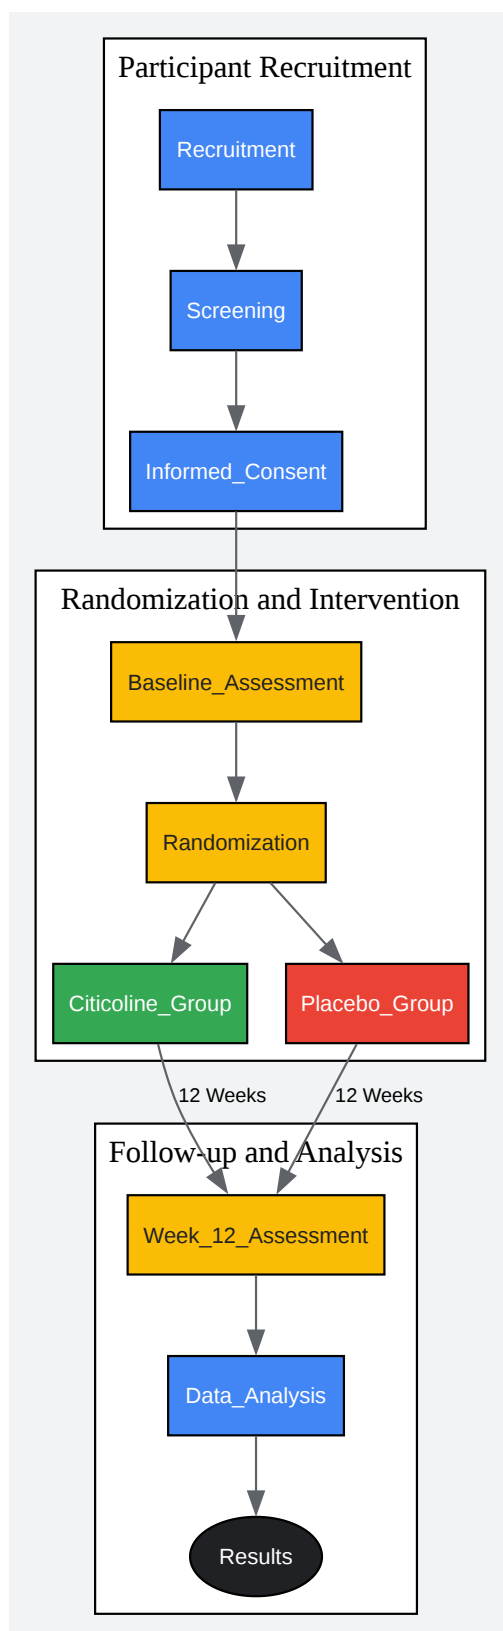 Participant Recruitment
Recruitment
Screening
Informed_Consent
Randomization and Intervention
Baseline_Assessment
Randomization
Citicoline_Group
Placebo_Group
12 Weeks
12 Weeks
Follow-up and Analysis
Week_12_Assessment
Data_Analysis
Results